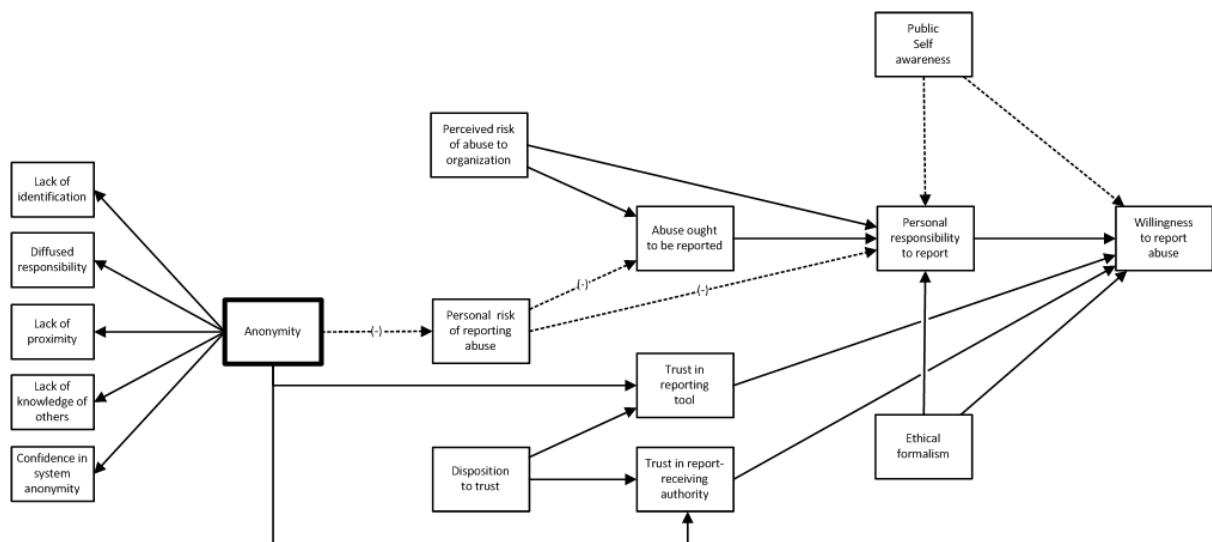 Public
Self
awareness
Perceived risk
of abuse to
organization
Lack of
identification
Abuse ought
to be reported
Personal
responsibility
to report
Willingness
to report
abuse
Diffused
responsibility
(-)
(-)
Lack of
proximity
Anonymity
(-)
Personal risk
of reporting
abuse
Trust in
reporting
tool
Lack of
knowledge of
others
Ethical
formalism
Confidence in
system
anonymity
Disposition
to trust
Trust in report-
receiving
authority